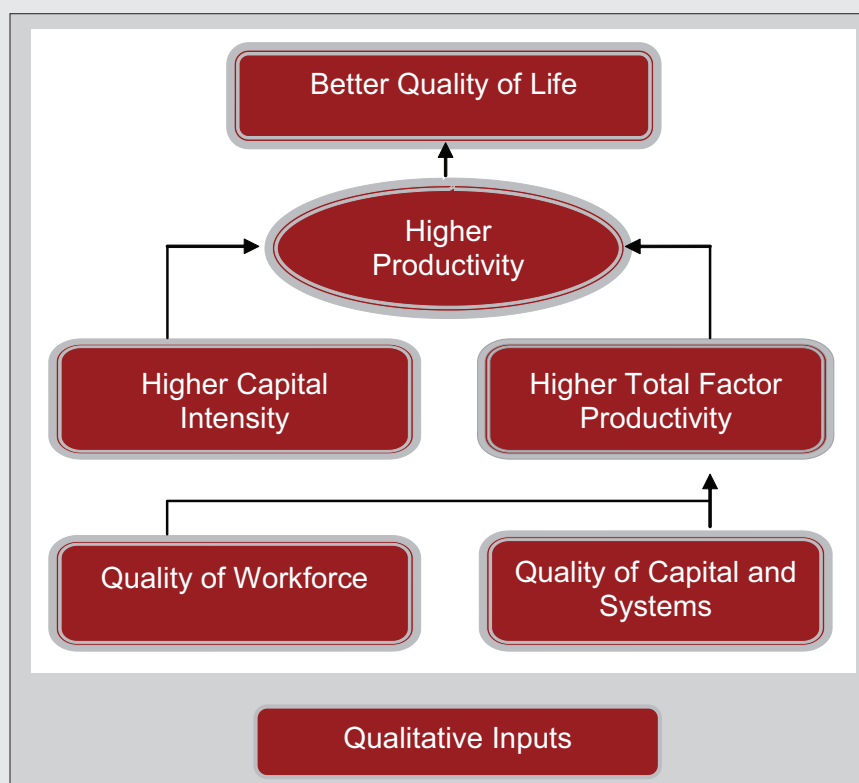 Better Quality of Life
Higher
Productivity
Higher Capital
Intensity
Higher Total Factor
Productivity
Quality of Workforce
Quality of Capital and
Systems
Qualitative Inputs